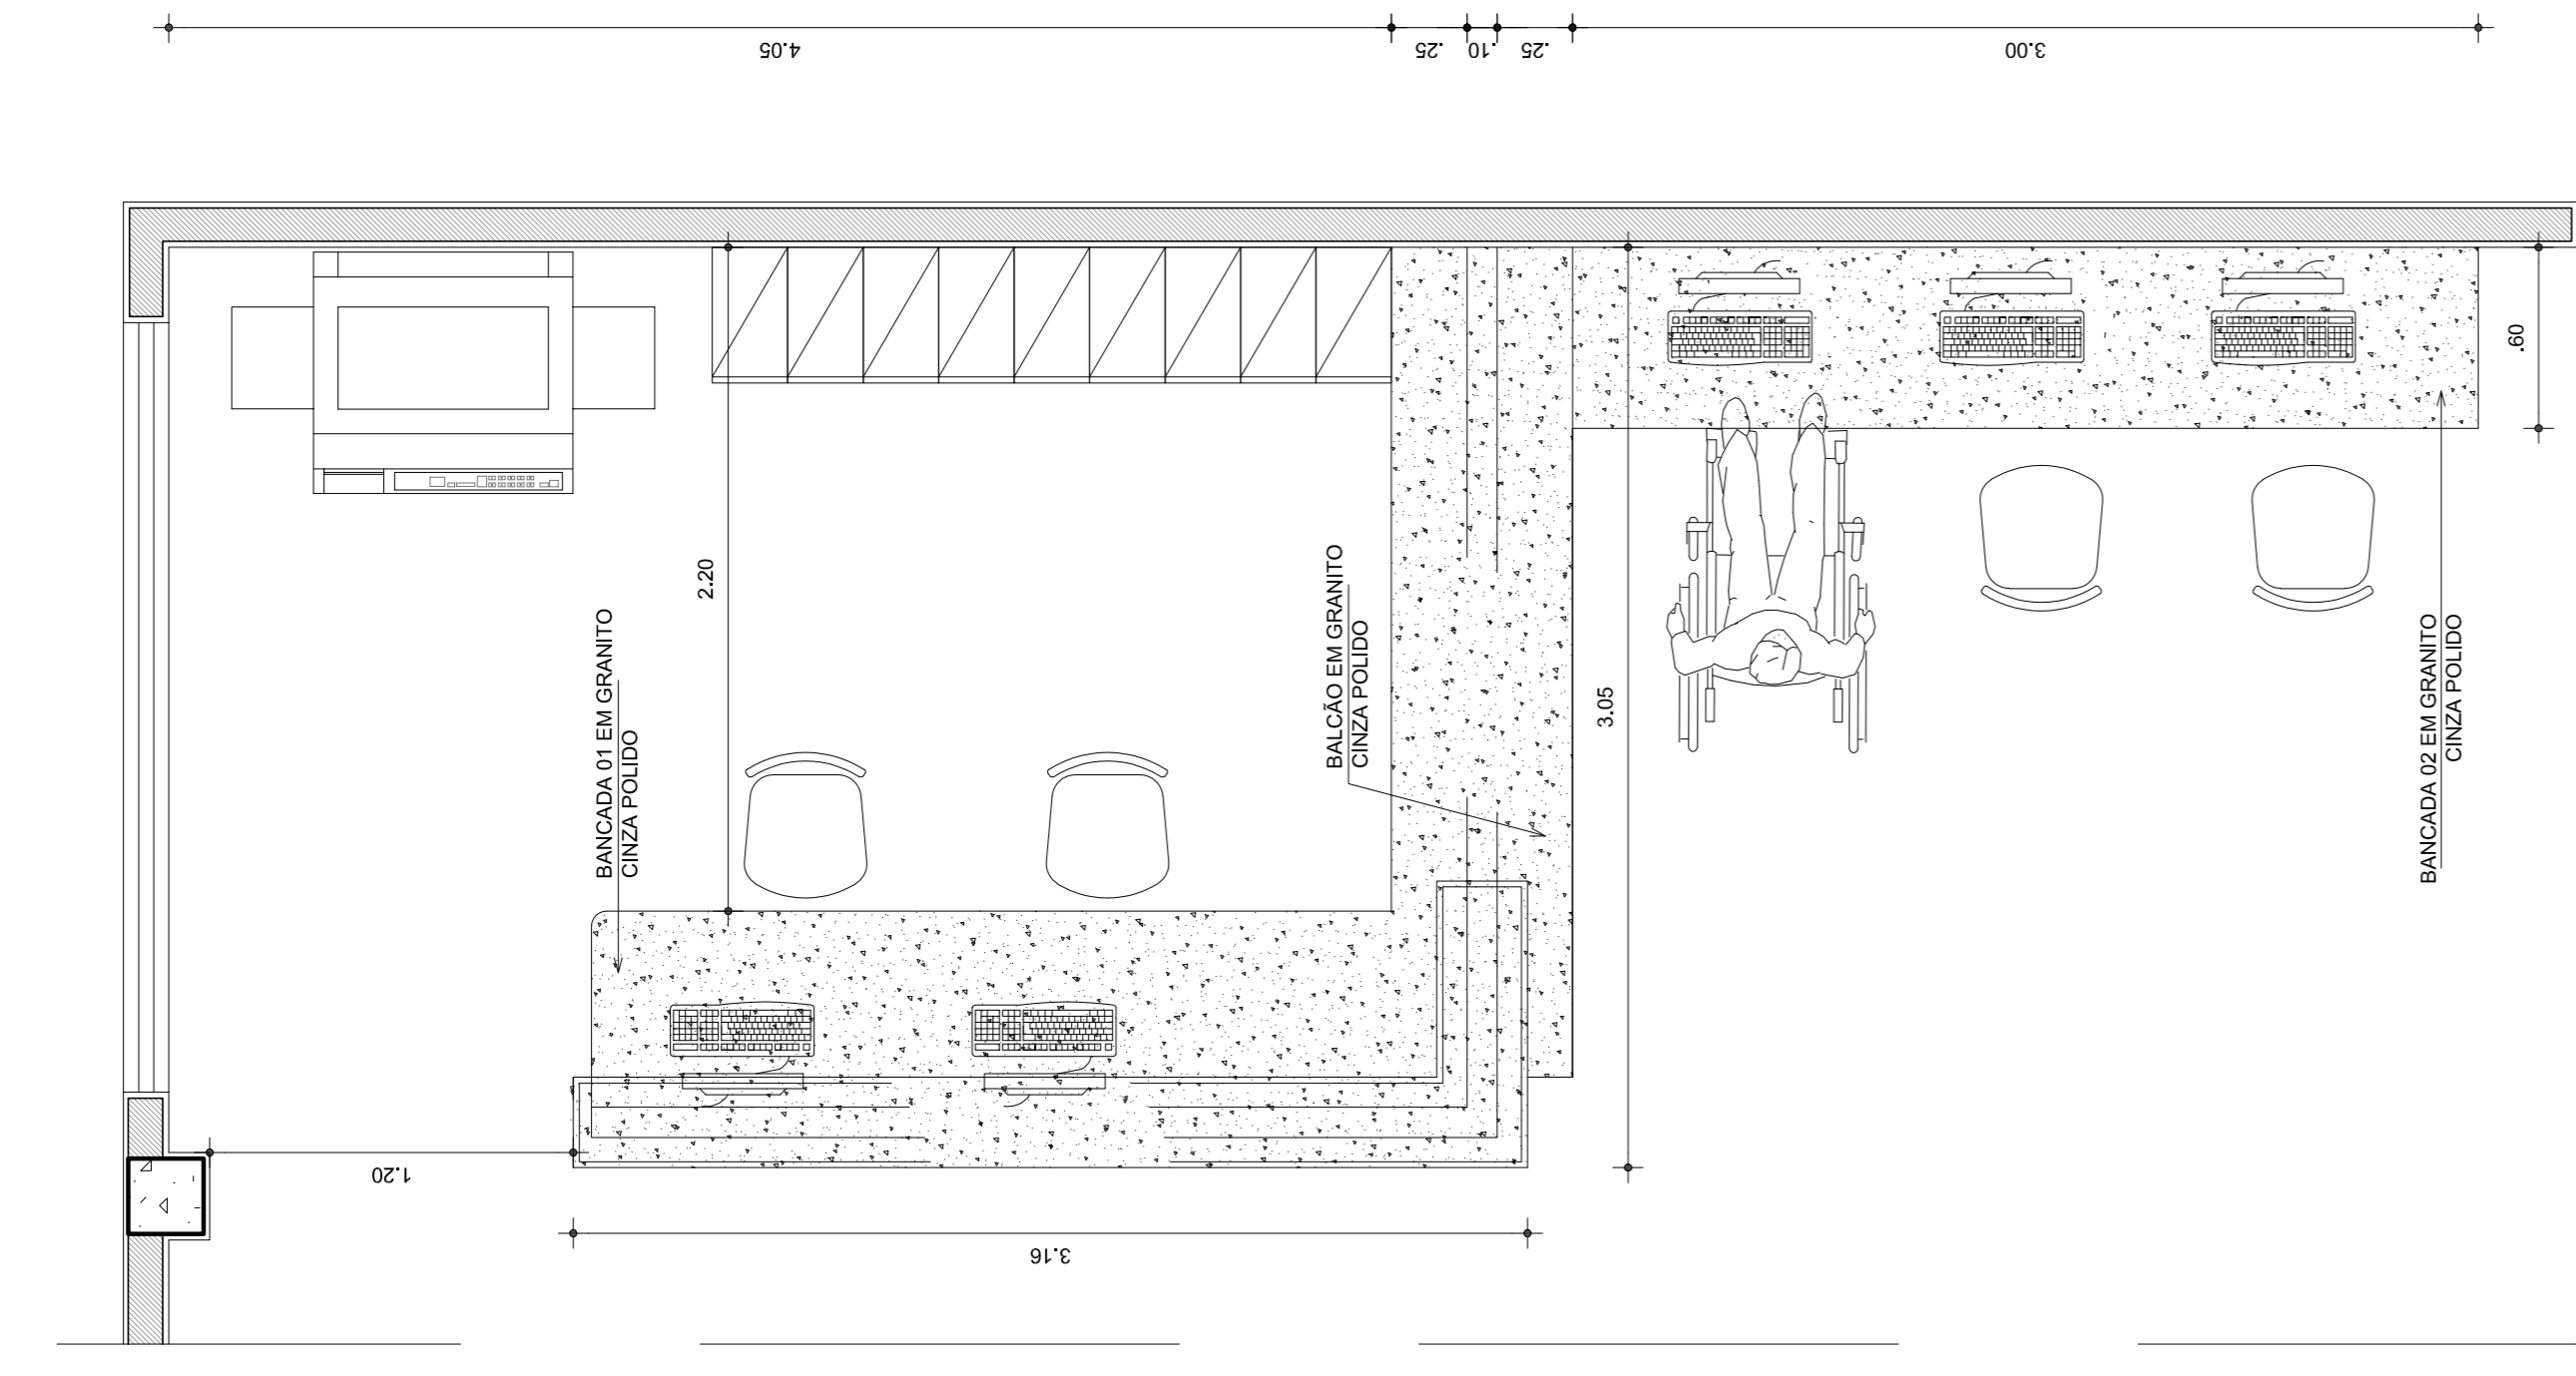 4.05
.25
.10
.25
3.00
.60
2.20
BANCADA 01 EM GRANITO
CINZA POLIDO
BALCÃO EM GRANITO
CINZA POLIDO
3.05
BANCADA 02 EM GRANITO
CINZA POLIDO
1.20
3.16